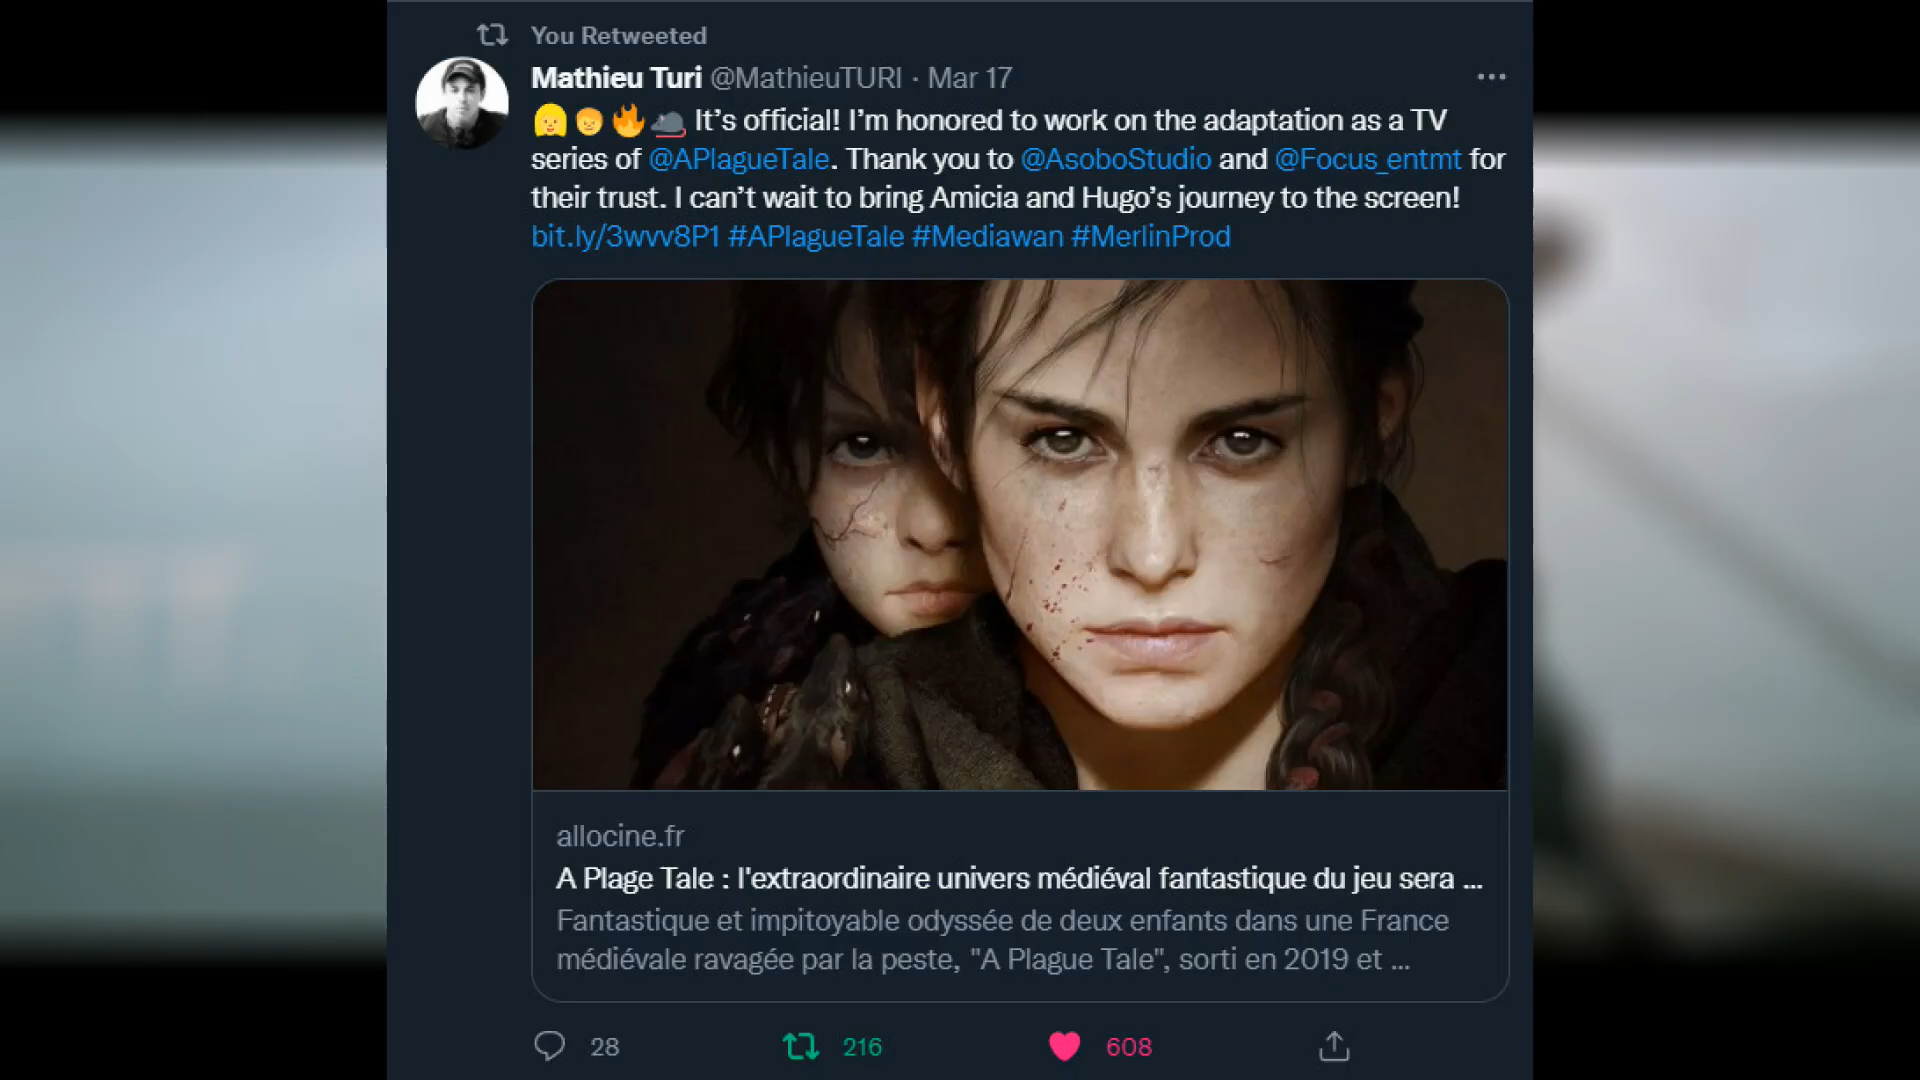 You Retweeted
Mathieu Turi @MathieuTURI · Mar 17
👱‍♀️👦🔥🐀 It’s official! I’m honored to work on the adaptation as a TV
series of @APlagueTale. Thank you to @AsoboStudio and @Focus_entmt for
their trust. I can’t wait to bring Amicia and Hugo’s journey to the screen!
bit.ly/3wvv8P1 #APlagueTale #Mediawan #MerlinProd
allocine.fr
A Plage Tale : l'extraordinaire univers médiéval fantastique du jeu sera ...
Fantastique et impitoyable odyssée de deux enfants dans une France
médiévale ravagée par la peste, "A Plague Tale", sorti en 2019 et ...
28 216 608